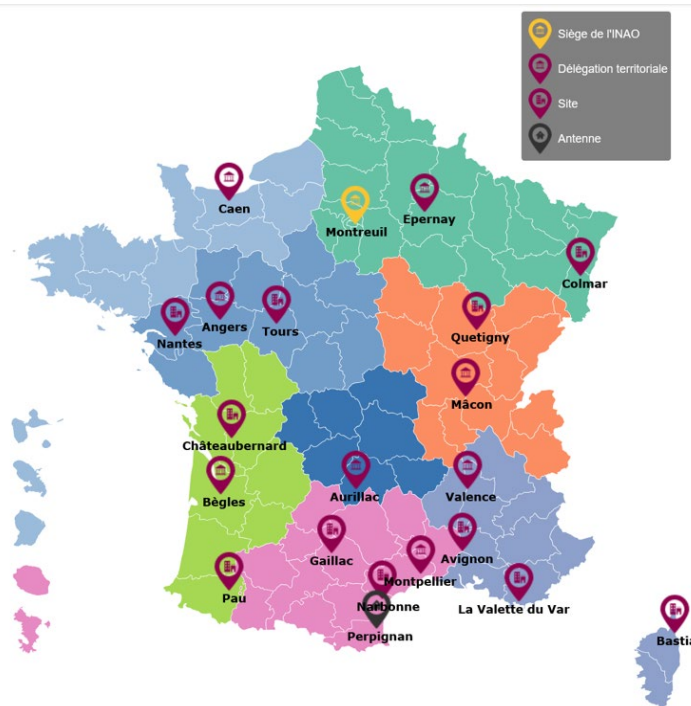 Siège de l'INAO
Délégation territoriale
Site
Antenne
Caen
Montreuil
Epernay
Colmar
Nantes
Angers
Tours
Quetigny
Mâcon
Châteaubernard
Bègles
Aurillac
Valence
Gaillac
Avignon
Pau
Montpellier
Narbonne
La Valette du Var
Perpignan
Bastia